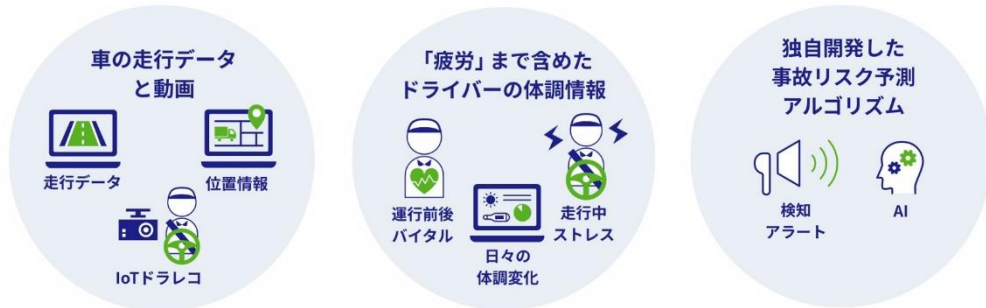 車の走行データ
と動画
走行データ
位置情報
IoTドラレコ
「疲労」まで含めた
ドライバーの体調情報
運行前後
バイタル
日々の
体調変化
走行中
ストレス
独自開発した
事故リスク予測
アルゴリズム
検知
アラート
AI